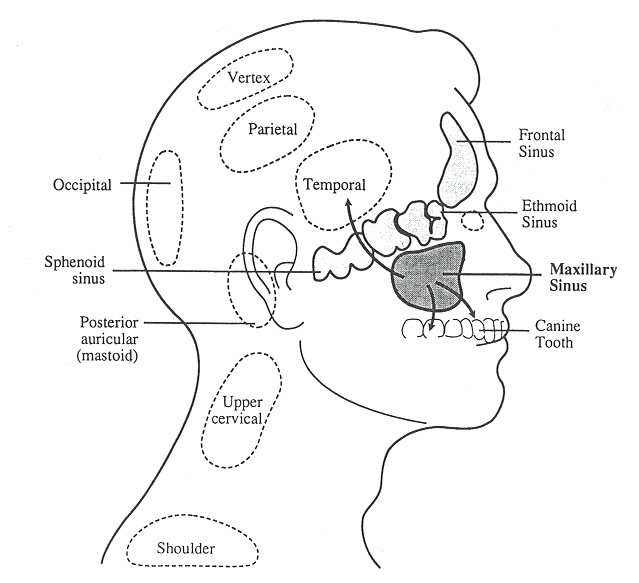 Vertex
Parietal
Frontal
Sinus
Occipital
Temporal
Ethmoid
Sinus
Sphenoid
sinus
Maxillary
Sinus
Posterior
auricular
(mastoid)
Canine
Tooth
Upper
cervical
Shoulder